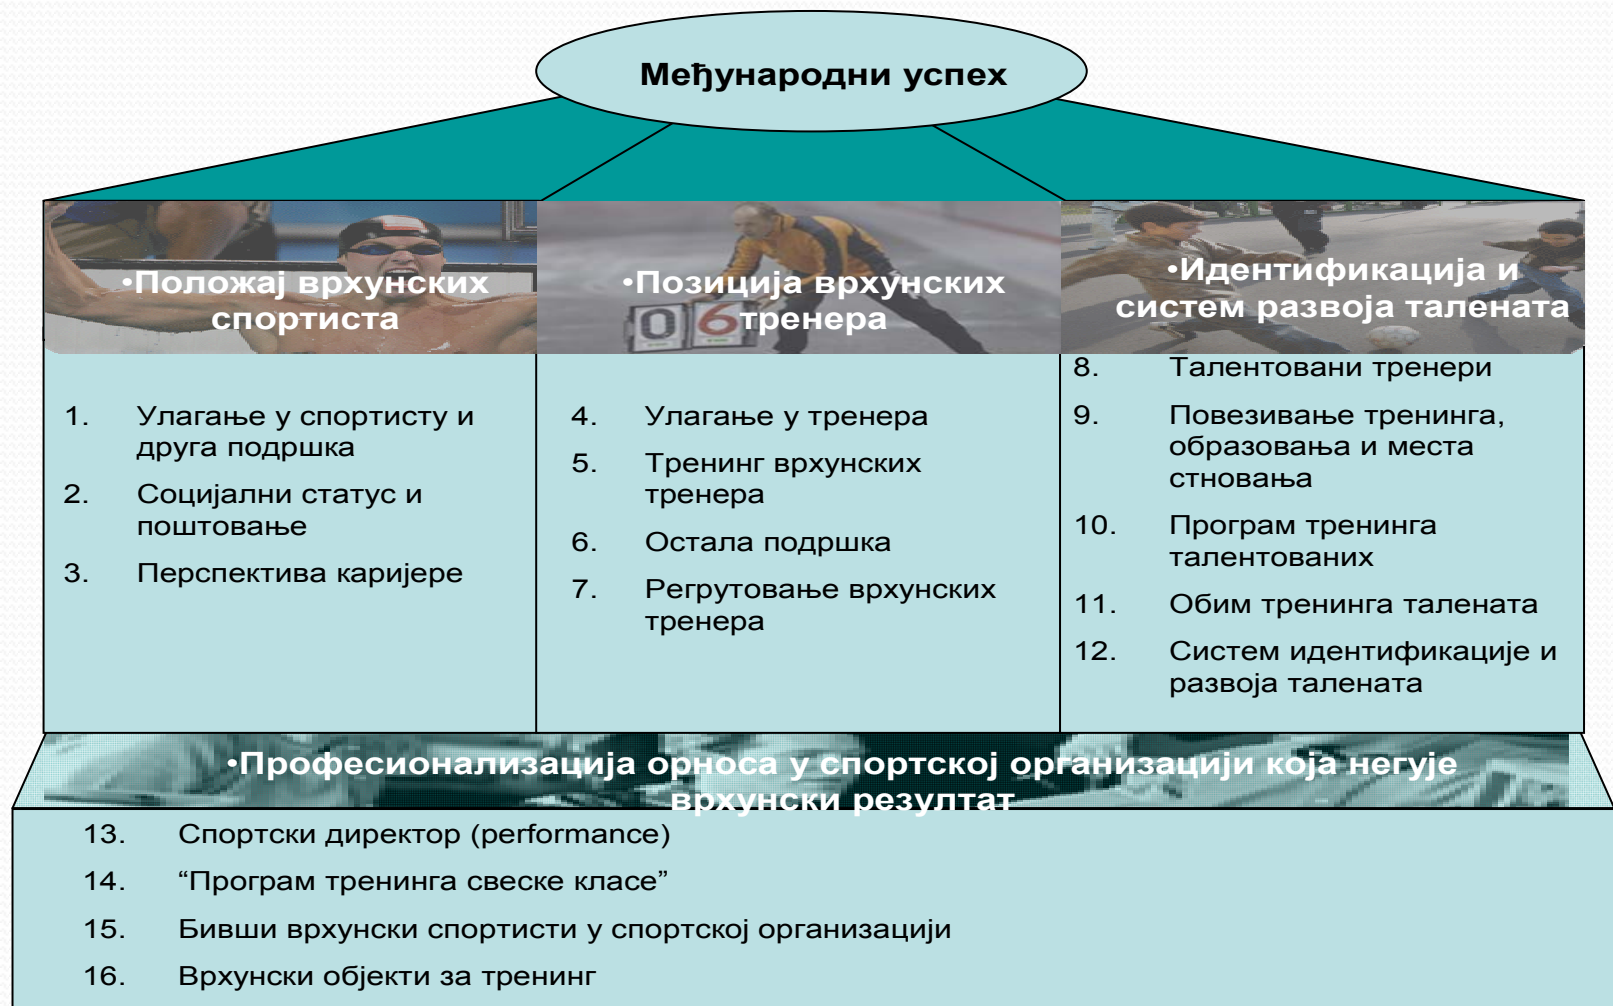 Међународни успех
•Положај врхунских
спортиста
•Позиција врхунских
тренера
•Идентификација и
систем развоја талената
06
1. Улагање у спортисту и
друга подршка
2. Социјални статус и
поштовање
3. Перспектива каријере
4. Улагање у тренера
5. Тренинг врхунских
тренера
6. Остала подршка
7. Регрутовање врхунских
тренера
8. Талентовани тренери
9. Повезивање тренинга,
образовања и места
стновања
10. Програм тренинга
талентованих
11. Обим тренинга талената
12. Систем идентификације и
развоја талената
•Професионализација орноса у спортској организацији која негује
врхунски резултат
13. Спортски директор (performance)
14. “Програм тренинга свеске класе”
15. Бивши врхунски спортисти у спортској организацији
16. Врхунски објекти за тренинг